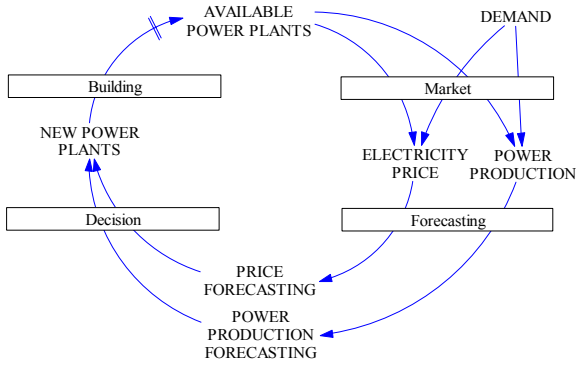 AVAILABLE
POWER PLANTS
DEMAND
Building
Market
NEW POWER
PLANTS
ELECTRICITY
PRICE
POWER
PRODUCTION
Decision
Forecasting
PRICE
FORECASTING
POWER
PRODUCTION
FORECASTING